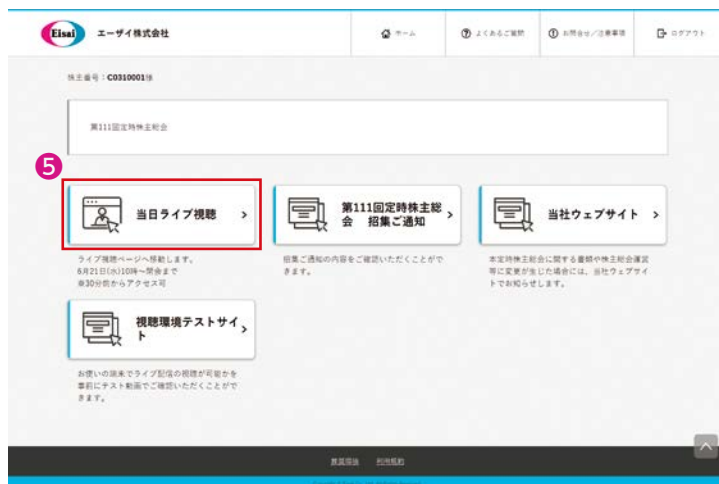 Eisai エーザイ株式会社 ホーム よくあるご質問 お問合せ/注意事項 ログアウト
株主番号：C0310001様
第111回定時株主総会
5
当日ライブ視聴
ライブ視聴ページへ移動します。
6月21日(水)10時～閉会まで
※30分前からアクセス可
第111回定時株主総
会 招集ご通知
招集ご通知の内容をご確認いただくことがで
きます。
当社ウェブサイト
本定時株主総会に関する書類や株主総会運営
等に変更が生じた場合には、当社ウェブサイ
トでお知らせします。
視聴環境テストサイ
ト
お使いの端末でライブ配信の視聴が可能かを
事前にテスト動画でご確認いただくことがで
きます。
推奨環境 利用規約